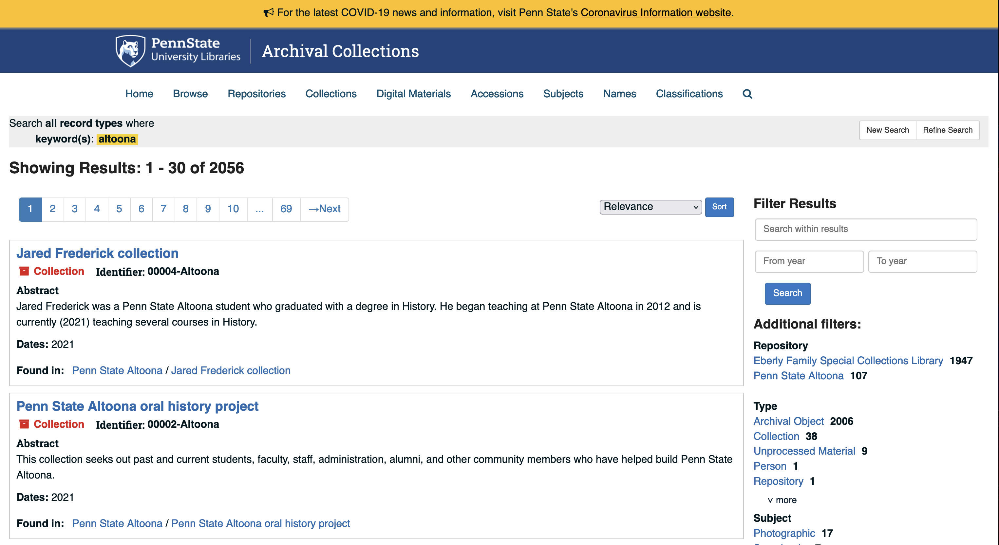 For the latest COVID-19 news and information, visit Penn State's Coronavirus Information website.
PennState
University Libraries
Archival Collections
Home Browse Repositories Collections Digital Materials Accessions Subjects Names Classifications
Search all record types where
keyword(s): altoona
New Search Refine Search
Showing Results: 1 - 30 of 2056
1 2 3 4 5 6 7 8 9 10 ... 69 →Next
Relevance Sort
Jared Frederick collection
Collection Identifier: 00004-Altoona
Abstract
Jared Frederick was a Penn State Altoona student who graduated with a degree in History. He began teaching at Penn State Altoona in 2012 and is
currently (2021) teaching several courses in History.
Dates: 2021
Found in: Penn State Altoona / Jared Frederick collection
Penn State Altoona oral history project
Collection Identifier: 00002-Altoona
Abstract
This collection seeks out past and current students, faculty, staff, administration, alumni, and other community members who have helped build Penn State
Altoona.
Dates: 2021
Found in: Penn State Altoona / Penn State Altoona oral history project
Filter Results
Search within results
From year To year
Search
Additional filters:
Repository
Eberly Family Special Collections Library 1947
Penn State Altoona 107
Type
Archival Object 2006
Collection 38
Unprocessed Material 9
Person 1
Repository 1
∨ more
Subject
Photographic 17